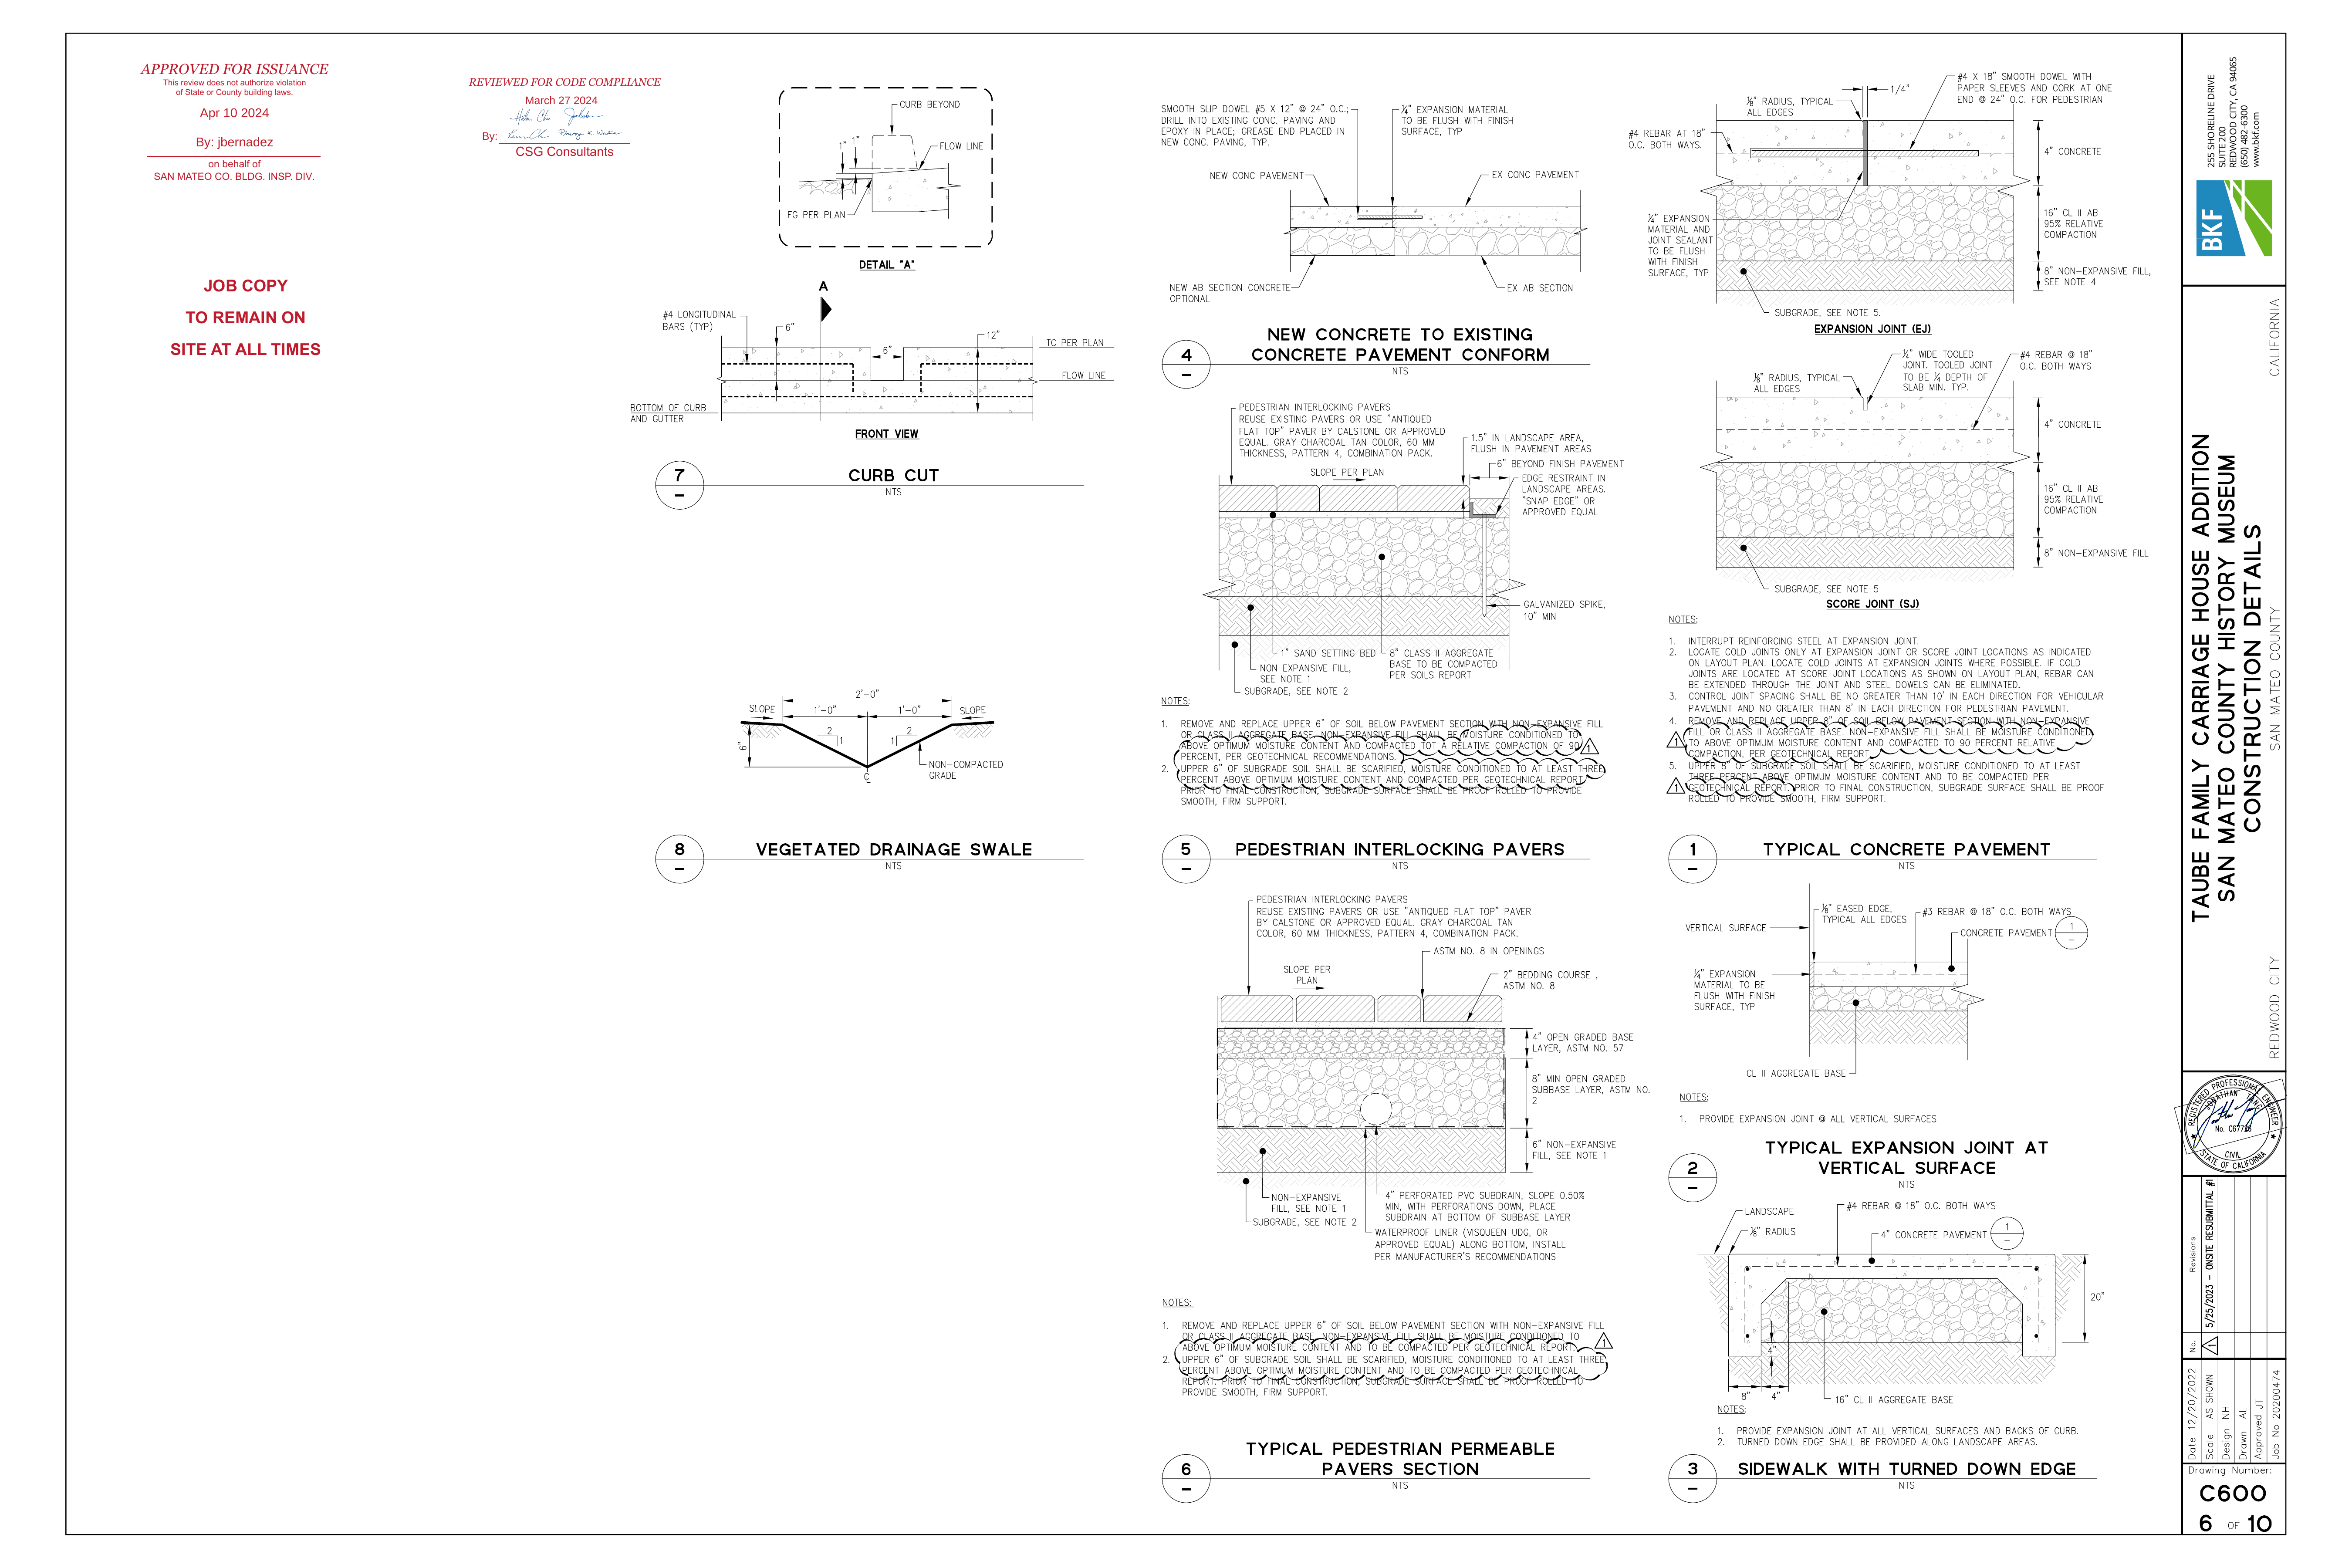 APPROVED FOR ISSUANCE
This review does not authorize violation
of State or County building laws.
Apr 10 2024
By: jbernadez
on behalf of
SAN MATEO CO. BLDG. INSP. DIV.
REVIEWED FOR CODE COMPLIANCE
March 27 2024
By:
CSG Consultants
JOB COPY
TO REMAIN ON
SITE AT ALL TIMES
CURB BEYOND
1" 1"
FLOW LINE
FG PER PLAN
DETAIL "A"
A
#4 LONGITUDINAL
BARS (TYP)
6"
6"
12"
TC PER PLAN
FLOW LINE
BOTTOM OF CURB
AND GUTTER
FRONT VIEW
7
–
CURB CUT
NTS
2'-0"
SLOPE
1'-0"
1'-0"
SLOPE
6"
2
1
2
1
NON-COMPACTED
GRADE
8
–
VEGETATED DRAINAGE SWALE
NTS
SMOOTH SLIP DOWEL #5 X 12" @ 24" O.C.;
DRILL INTO EXISTING CONC. PAVING AND
EPOXY IN PLACE; GREASE END PLACED IN
NEW CONC. PAVING, TYP.
¼" EXPANSION MATERIAL
TO BE FLUSH WITH FINISH
SURFACE, TYP
NEW CONC PAVEMENT
EX CONC PAVEMENT
NEW AB SECTION CONCRETE
OPTIONAL
EX AB SECTION
4
–
NEW CONCRETE TO EXISTING
CONCRETE PAVEMENT CONFORM
NTS
PEDESTRIAN INTERLOCKING PAVERS
REUSE EXISTING PAVERS OR USE "ANTIQUED
FLAT TOP" PAVER BY CALSTONE OR APPROVED
EQUAL. GRAY CHARCOAL TAN COLOR, 60 MM
THICKNESS, PATTERN 4, COMBINATION PACK.
SLOPE PER PLAN
1.5" IN LANDSCAPE AREA,
FLUSH IN PAVEMENT AREAS
6" BEYOND FINISH PAVEMENT
EDGE RESTRAINT IN
LANDSCAPE AREAS.
"SNAP EDGE" OR
APPROVED EQUAL
GALVANIZED SPIKE,
10" MIN
1" SAND SETTING BED
8" CLASS II AGGREGATE
BASE TO BE COMPACTED
PER SOILS REPORT
NON EXPANSIVE FILL,
SEE NOTE 1
SUBGRADE, SEE NOTE 2
NOTES:
1. REMOVE AND REPLACE UPPER 6" OF SOIL BELOW PAVEMENT SECTION WITH NON-EXPANSIVE FILL
OR CLASS II AGGREGATE BASE. NON-EXPANSIVE FILL SHALL BE MOISTURE CONDITIONED TO
ABOVE OPTIMUM MOISTURE CONTENT AND COMPACTED TOT A RELATIVE COMPACTION OF 90
PERCENT, PER GEOTECHNICAL RECOMMENDATIONS.
1
2. UPPER 6" OF SUBGRADE SOIL SHALL BE SCARIFIED, MOISTURE CONDITIONED TO AT LEAST THREE
PERCENT ABOVE OPTIMUM MOISTURE CONTENT AND COMPACTED PER GEOTECHNICAL REPORT.
PRIOR TO FINAL CONSTRUCTION, SUBGRADE SURFACE SHALL BE PROOF ROLLED TO PROVIDE
SMOOTH, FIRM SUPPORT.
5
–
PEDESTRIAN INTERLOCKING PAVERS
NTS
PEDESTRIAN INTERLOCKING PAVERS
REUSE EXISTING PAVERS OR USE "ANTIQUED FLAT TOP" PAVER
BY CALSTONE OR APPROVED EQUAL. GRAY CHARCOAL TAN
COLOR, 60 MM THICKNESS, PATTERN 4, COMBINATION PACK.
ASTM NO. 8 IN OPENINGS
SLOPE PER
PLAN
2" BEDDING COURSE ,
ASTM NO. 8
4" OPEN GRADED BASE
LAYER, ASTM NO. 57
8" MIN OPEN GRADED
SUBBASE LAYER, ASTM NO.
2
6" NON-EXPANSIVE
FILL, SEE NOTE 1
NON-EXPANSIVE
FILL, SEE NOTE 1
SUBGRADE, SEE NOTE 2
4" PERFORATED PVC SUBDRAIN, SLOPE 0.50%
MIN, WITH PERFORATIONS DOWN, PLACE
SUBDRAIN AT BOTTOM OF SUBBASE LAYER
WATERPROOF LINER (VISQUEEN UDG, OR
APPROVED EQUAL) ALONG BOTTOM, INSTALL
PER MANUFACTURER'S RECOMMENDATIONS
NOTES:
1. REMOVE AND REPLACE UPPER 6" OF SOIL BELOW PAVEMENT SECTION WITH NON-EXPANSIVE FILL
OR CLASS II AGGREGATE BASE. NON-EXPANSIVE FILL SHALL BE MOISTURE CONDITIONED TO
ABOVE OPTIMUM MOISTURE CONTENT AND TO BE COMPACTED PER GEOTECHNICAL REPORT.
1
2. UPPER 6" OF SUBGRADE SOIL SHALL BE SCARIFIED, MOISTURE CONDITIONED TO AT LEAST THREE
PERCENT ABOVE OPTIMUM MOISTURE CONTENT AND TO BE COMPACTED PER GEOTECHNICAL
REPORT. PRIOR TO FINAL CONSTRUCTION, SUBGRADE SURFACE SHALL BE PROOF ROLLED TO
PROVIDE SMOOTH, FIRM SUPPORT.
6
–
TYPICAL PEDESTRIAN PERMEABLE
PAVERS SECTION
NTS
#4 X 18" SMOOTH DOWEL WITH
PAPER SLEEVES AND CORK AT ONE
END @ 24" O.C. FOR PEDESTRIAN
1/4"
⅛" RADIUS, TYPICAL
ALL EDGES
#4 REBAR AT 18"
O.C. BOTH WAYS.
4" CONCRETE
¼" EXPANSION
MATERIAL AND
JOINT SEALANT
TO BE FLUSH
WITH FINISH
SURFACE, TYP
16" CL II AB
95% RELATIVE
COMPACTION
8" NON-EXPANSIVE FILL,
SEE NOTE 4
SUBGRADE, SEE NOTE 5.
EXPANSION JOINT (EJ)
¼" WIDE TOOLED
JOINT. TOOLED JOINT
TO BE ¼ DEPTH OF
SLAB MIN. TYP.
#4 REBAR @ 18"
O.C. BOTH WAYS
⅛" RADIUS, TYPICAL
ALL EDGES
4" CONCRETE
16" CL II AB
95% RELATIVE
COMPACTION
8" NON-EXPANSIVE FILL
SUBGRADE, SEE NOTE 5
SCORE JOINT (SJ)
NOTES:
1. INTERRUPT REINFORCING STEEL AT EXPANSION JOINT.
2. LOCATE COLD JOINTS ONLY AT EXPANSION JOINT OR SCORE JOINT LOCATIONS AS INDICATED
ON LAYOUT PLAN. LOCATE COLD JOINTS AT EXPANSION JOINTS WHERE POSSIBLE. IF COLD
JOINTS ARE LOCATED AT SCORE JOINT LOCATIONS AS SHOWN ON LAYOUT PLAN, REBAR CAN
BE EXTENDED THROUGH THE JOINT AND STEEL DOWELS CAN BE ELIMINATED.
3. CONTROL JOINT SPACING SHALL BE NO GREATER THAN 10' IN EACH DIRECTION FOR VEHICULAR
PAVEMENT AND NO GREATER THAN 8' IN EACH DIRECTION FOR PEDESTRIAN PAVEMENT.
4. REMOVE AND REPLACE UPPER 8" OF SOIL BELOW PAVEMENT SECTION WITH NON-EXPANSIVE
FILL OR CLASS II AGGREGATE BASE. NON-EXPANSIVE FILL SHALL BE MOISTURE CONDITIONED
TO ABOVE OPTIMUM MOISTURE CONTENT AND COMPACTED TO 90 PERCENT RELATIVE
COMPACTION, PER GEOTECHNICAL REPORT.
1
5. UPPER 8" OF SUBGRADE SOIL SHALL BE SCARIFIED, MOISTURE CONDITIONED TO AT LEAST
THREE PERCENT ABOVE OPTIMUM MOISTURE CONTENT AND TO BE COMPACTED PER
GEOTECHNICAL REPORT. PRIOR TO FINAL CONSTRUCTION, SUBGRADE SURFACE SHALL BE PROOF
ROLLED TO PROVIDE SMOOTH, FIRM SUPPORT.
1
1
–
TYPICAL CONCRETE PAVEMENT
NTS
⅛" EASED EDGE,
TYPICAL ALL EDGES
#3 REBAR @ 18" O.C. BOTH WAYS
VERTICAL SURFACE
CONCRETE PAVEMENT
1
–
¼" EXPANSION
MATERIAL TO BE
FLUSH WITH FINISH
SURFACE, TYP
CL II AGGREGATE BASE
NOTES:
1. PROVIDE EXPANSION JOINT @ ALL VERTICAL SURFACES
2
–
TYPICAL EXPANSION JOINT AT
VERTICAL SURFACE
NTS
LANDSCAPE
#4 REBAR @ 18" O.C. BOTH WAYS
⅛" RADIUS
4" CONCRETE PAVEMENT
1
–
20"
4"
8"
4"
16" CL II AGGREGATE BASE
NOTES:
1. PROVIDE EXPANSION JOINT AT ALL VERTICAL SURFACES AND BACKS OF CURB.
2. TURNED DOWN EDGE SHALL BE PROVIDED ALONG LANDSCAPE AREAS.
3
–
SIDEWALK WITH TURNED DOWN EDGE
NTS
255 SHORELINE DRIVE
SUITE 200
REDWOOD CITY, CA 94065
(650) 482-6300
www.bkf.com
BKF
TAUBE FAMILY CARRIAGE HOUSE ADDITION
SAN MATEO COUNTY HISTORY MUSEUM
CONSTRUCTION DETAILS
REDWOOD CITY
SAN MATEO COUNTY
CALIFORNIA
REGISTERED PROFESSIONAL ENGINEER
JONATHAN TANG
CIVIL
STATE OF CALIFORNIA
Revisions
5/25/2023 - ONSITE RESUBMITTAL #1
No.
1
Date 12/20/2022
Scale AS SHOWN
Design NH
Drawn AL
Approved JT
Job No 20200474
Drawing Number:
C600
6 OF 10